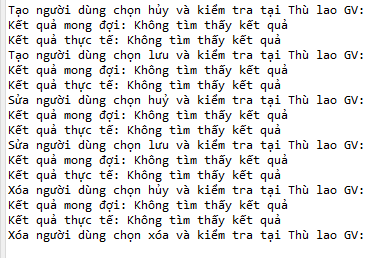 Tạo người dùng chọn hủy và kiểm tra tại Thù lao GV:
Kết quả mong đợi: Không tìm thấy kết quả
Kết quả thực tế: Không tìm thấy kết quả
Tạo người dùng chọn lưu và kiểm tra tại Thù lao GV:
Kết quả mong đợi: Không tìm thấy kết quả
Kết quả thực tế: Không tìm thấy kết quả
Sửa người dùng chọn huỷ và kiểm tra tại Thù lao GV:
Kết quả mong đợi: Không tìm thấy kết quả
Kết quả thực tế: Không tìm thấy kết quả
Sửa người dùng chọn lưu và kiểm tra tại Thù lao GV:
Kết quả mong đợi: Không tìm thấy kết quả
Kết quả thực tế: Không tìm thấy kết quả
Xóa người dùng chọn hủy và kiểm tra tại Thù lao GV:
Kết quả mong đợi: Không tìm thấy kết quả
Kết quả thực tế: Không tìm thấy kết quả
Xóa người dùng chọn xóa và kiểm tra tại Thù lao GV: